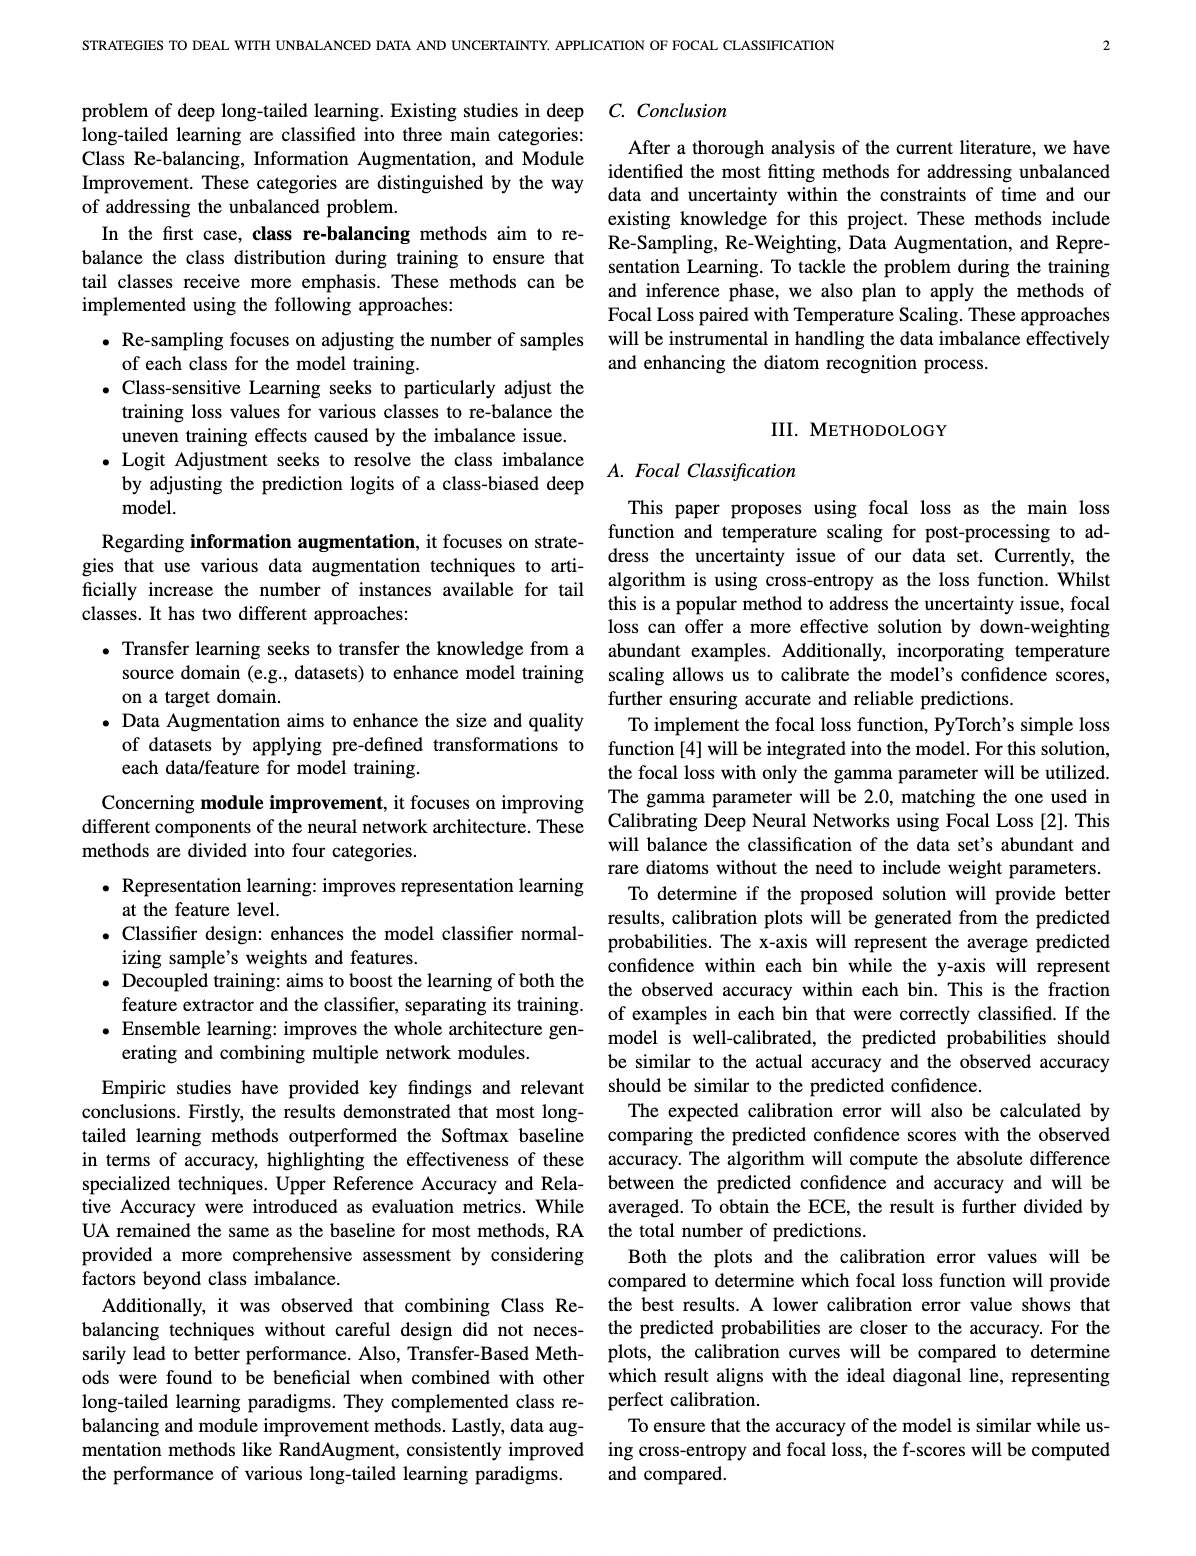 STRATEGIES TO DEAL WITH UNBALANCED DATA AND UNCERTAINTY. APPLICATION OF FOCAL CLASSIFICATION 2
problem of deep long-tailed learning. Existing studies in deep
long-tailed learning are classified into three main categories:
Class Re-balancing, Information Augmentation, and Module
Improvement. These categories are distinguished by the way
of addressing the unbalanced problem.
In the first case, class re-balancing methods aim to re-
balance the class distribution during training to ensure that
tail classes receive more emphasis. These methods can be
implemented using the following approaches:
• Re-sampling focuses on adjusting the number of samples
of each class for the model training.
• Class-sensitive Learning seeks to particularly adjust the
training loss values for various classes to re-balance the
uneven training effects caused by the imbalance issue.
• Logit Adjustment seeks to resolve the class imbalance
by adjusting the prediction logits of a class-biased deep
model.
Regarding information augmentation, it focuses on strate-
gies that use various data augmentation techniques to arti-
ficially increase the number of instances available for tail
classes. It has two different approaches:
• Transfer learning seeks to transfer the knowledge from a
source domain (e.g., datasets) to enhance model training
on a target domain.
• Data Augmentation aims to enhance the size and quality
of datasets by applying pre-defined transformations to
each data/feature for model training.
Concerning module improvement, it focuses on improving
different components of the neural network architecture. These
methods are divided into four categories.
• Representation learning: improves representation learning
at the feature level.
• Classifier design: enhances the model classifier normal-
izing sample's weights and features.
• Decoupled training: aims to boost the learning of both the
feature extractor and the classifier, separating its training.
• Ensemble learning: improves the whole architecture gen-
erating and combining multiple network modules.
Empiric studies have provided key findings and relevant
conclusions. Firstly, the results demonstrated that most long-
tailed learning methods outperformed the Softmax baseline
in terms of accuracy, highlighting the effectiveness of these
specialized techniques. Upper Reference Accuracy and Rela-
tive Accuracy were introduced as evaluation metrics. While
UA remained the same as the baseline for most methods, RA
provided a more comprehensive assessment by considering
factors beyond class imbalance.
Additionally, it was observed that combining Class Re-
balancing techniques without careful design did not neces-
sarily lead to better performance. Also, Transfer-Based Meth-
ods were found to be beneficial when combined with other
long-tailed learning paradigms. They complemented class re-
balancing and module improvement methods. Lastly, data aug-
mentation methods like RandAugment, consistently improved
the performance of various long-tailed learning paradigms.
C. Conclusion
After a thorough analysis of the current literature, we have
identified the most fitting methods for addressing unbalanced
data and uncertainty within the constraints of time and our
existing knowledge for this project. These methods include
Re-Sampling, Re-Weighting, Data Augmentation, and Repre-
sentation Learning. To tackle the problem during the training
and inference phase, we also plan to apply the methods of
Focal Loss paired with Temperature Scaling. These approaches
will be instrumental in handling the data imbalance effectively
and enhancing the diatom recognition process.
III. METHODOLOGY
A. Focal Classification
This paper proposes using focal loss as the main loss
function and temperature scaling for post-processing to ad-
dress the uncertainty issue of our data set. Currently, the
algorithm is using cross-entropy as the loss function. Whilst
this is a popular method to address the uncertainty issue, focal
loss can offer a more effective solution by down-weighting
abundant examples. Additionally, incorporating temperature
scaling allows us to calibrate the model's confidence scores,
further ensuring accurate and reliable predictions.
To implement the focal loss function, PyTorch's simple loss
function [4] will be integrated into the model. For this solution,
the focal loss with only the gamma parameter will be utilized.
The gamma parameter will be 2.0, matching the one used in
Calibrating Deep Neural Networks using Focal Loss [2]. This
will balance the classification of the data set's abundant and
rare diatoms without the need to include weight parameters.
To determine if the proposed solution will provide better
results, calibration plots will be generated from the predicted
probabilities. The x-axis will represent the average predicted
confidence within each bin while the y-axis will represent
the observed accuracy within each bin. This is the fraction
of examples in each bin that were correctly classified. If the
model is well-calibrated, the predicted probabilities should
be similar to the actual accuracy and the observed accuracy
should be similar to the predicted confidence.
The expected calibration error will also be calculated by
comparing the predicted confidence scores with the observed
accuracy. The algorithm will compute the absolute difference
between the predicted confidence and accuracy and will be
averaged. To obtain the ECE, the result is further divided by
the total number of predictions.
Both the plots and the calibration error values will be
compared to determine which focal loss function will provide
the best results. A lower calibration error value shows that
the predicted probabilities are closer to the accuracy. For the
plots, the calibration curves will be compared to determine
which result aligns with the ideal diagonal line, representing
perfect calibration.
To ensure that the accuracy of the model is similar while us-
ing cross-entropy and focal loss, the f-scores will be computed
and compared.